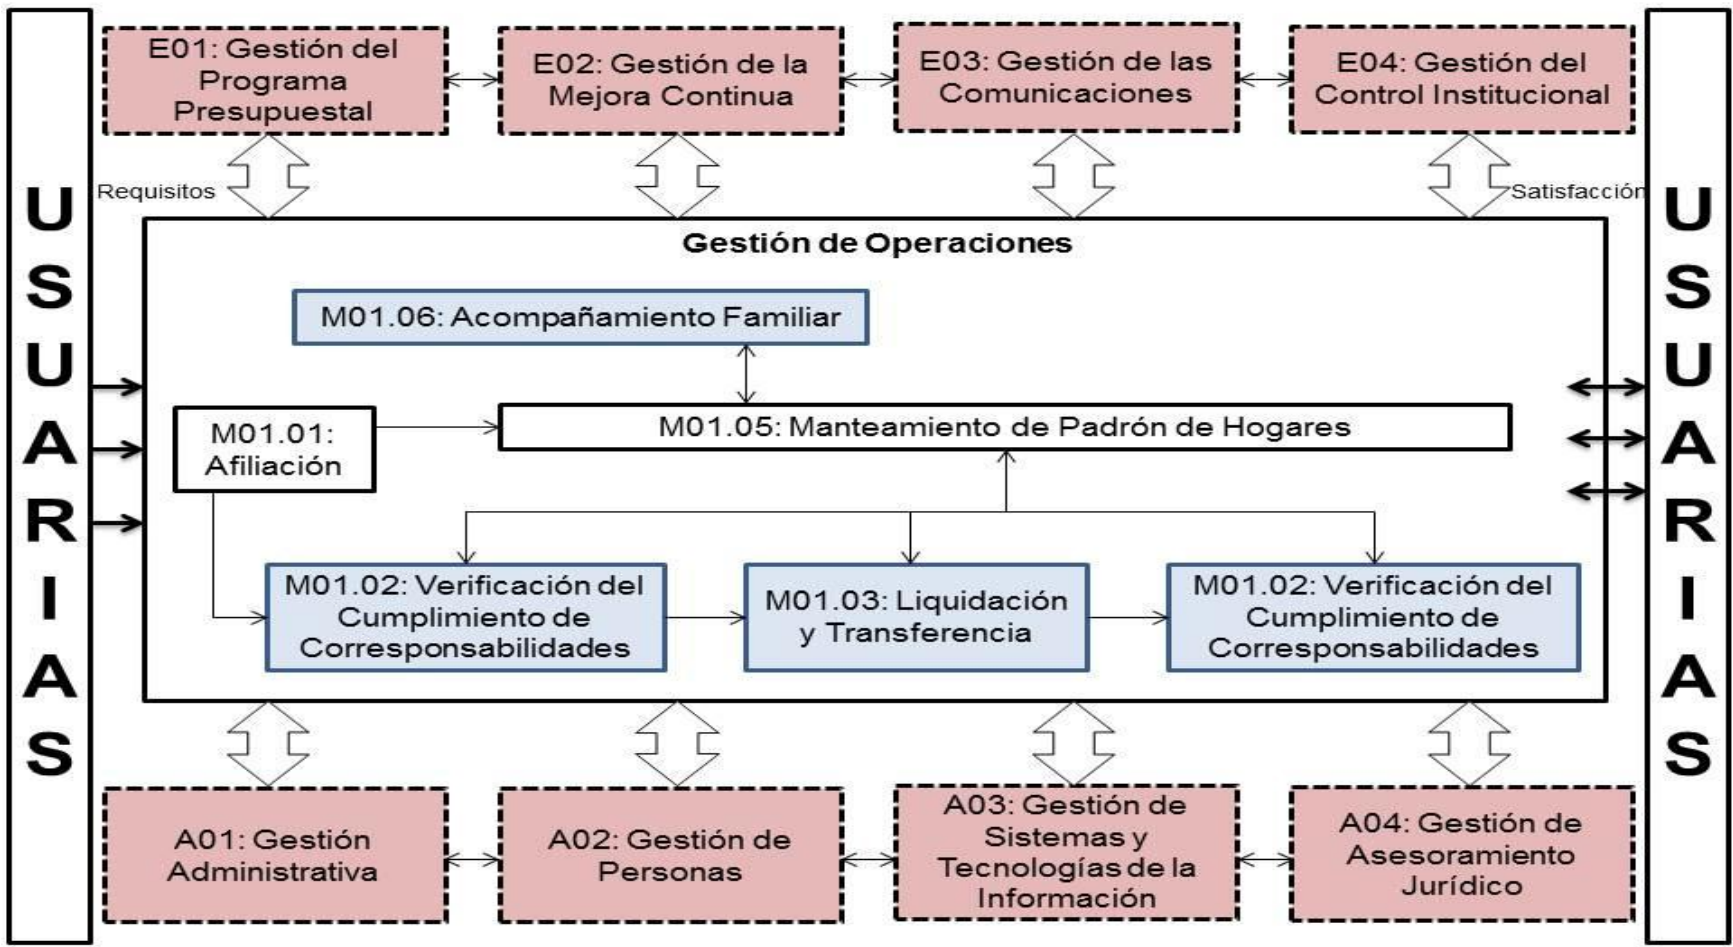 USUARIAS
E01: Gestión del
Programa
Presupuestal
E02: Gestión de la
Mejora Continua
E03: Gestión de las
Comunicaciones
E04: Gestión del
Control Institucional
Requisitos
Satisfacción
Gestión de Operaciones
M01.06: Acompañamiento Familiar
M01.01:
Afiliación
M01.05: Manteamiento de Padrón de Hogares
M01.02: Verificación del
Cumplimiento de
Corresponsabilidades
M01.03: Liquidación
y Transferencia
M01.02: Verificación del
Cumplimiento de
Corresponsabilidades
A01: Gestión
Administrativa
A02: Gestión de
Personas
A03: Gestión de
Sistemas y
Tecnologías de la
Información
A04: Gestión de
Asesoramiento
Jurídico
USUARIAS